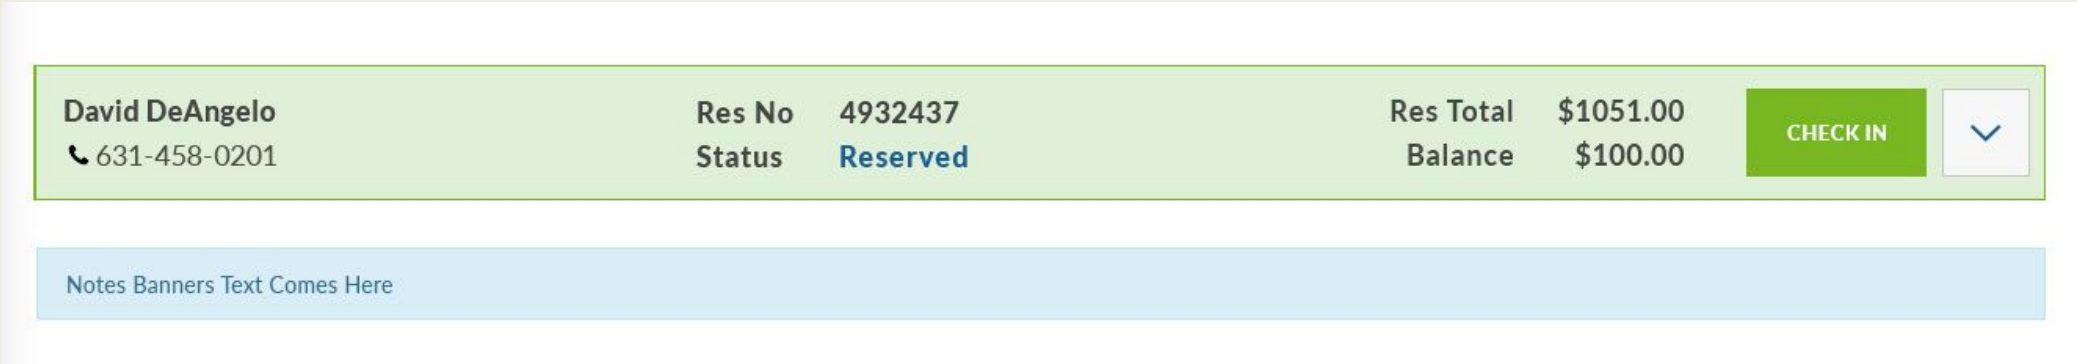 David DeAngelo
631-458-0201
Res No 4932437
Status Reserved
Res Total $1051.00
Balance $100.00
CHECK IN
Notes Banners Text Comes Here